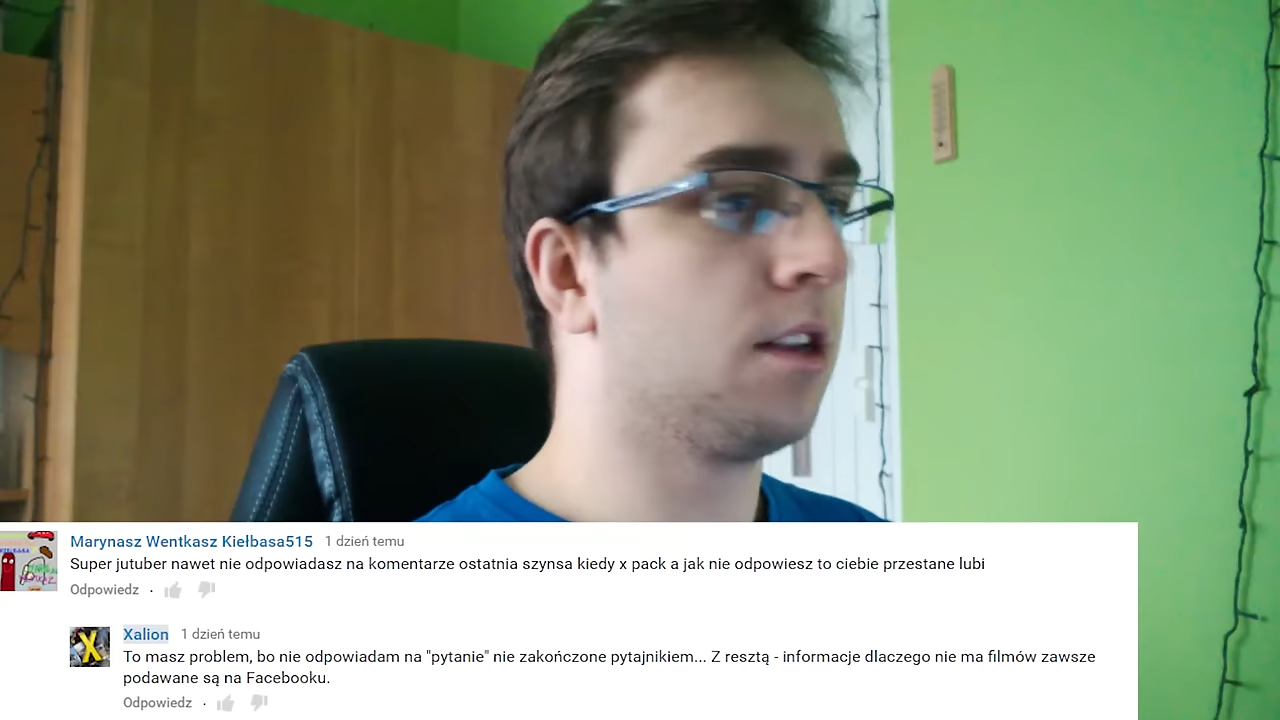 Marynasz Wentkasz Kiełbasa515 1 dzień temu
Super jutuber nawet nie odpowiadasz na komentarze ostatnia szynsa kiedy x pack a jak nie odpowiesz to ciebie przestane lubi
Odpowiedz ·
X
Xalion 1 dzień temu
To masz problem, bo nie odpowiadam na "pytanie" nie zakończone pytajnikiem... Z resztą - informacje dlaczego nie ma filmów zawsze
podawane są na Facebooku.
Odpowiedz ·